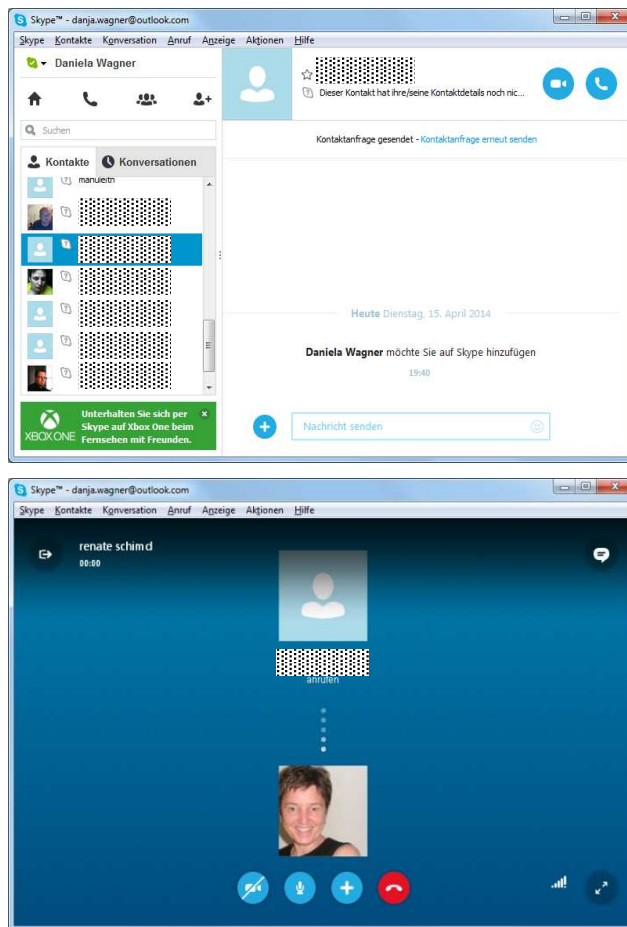 Skype™ - danja.wagner@outlook.com
Skype Kontakte Konversation Anruf Anzeige Aktionen Hilfe
Daniela Wagner
Suchen
Kontakte Konversationen
manuleith
Unterhalten Sie sich per
Skype auf Xbox One beim
Fernsehen mit Freunden.
XBOX ONE
Dieser Kontakt hat ihre/seine Kontaktdetails noch nic...
Kontaktanfrage gesendet - Kontaktanfrage erneut senden
Heute Dienstag, 15. April 2014
Daniela Wagner möchte Sie auf Skype hinzufügen
19:40
Nachricht senden
Skype™ - danja.wagner@outlook.com
Skype Kontakte Konversation Anruf Anzeige Aktionen Hilfe
renate schimd
00:00
anrufen